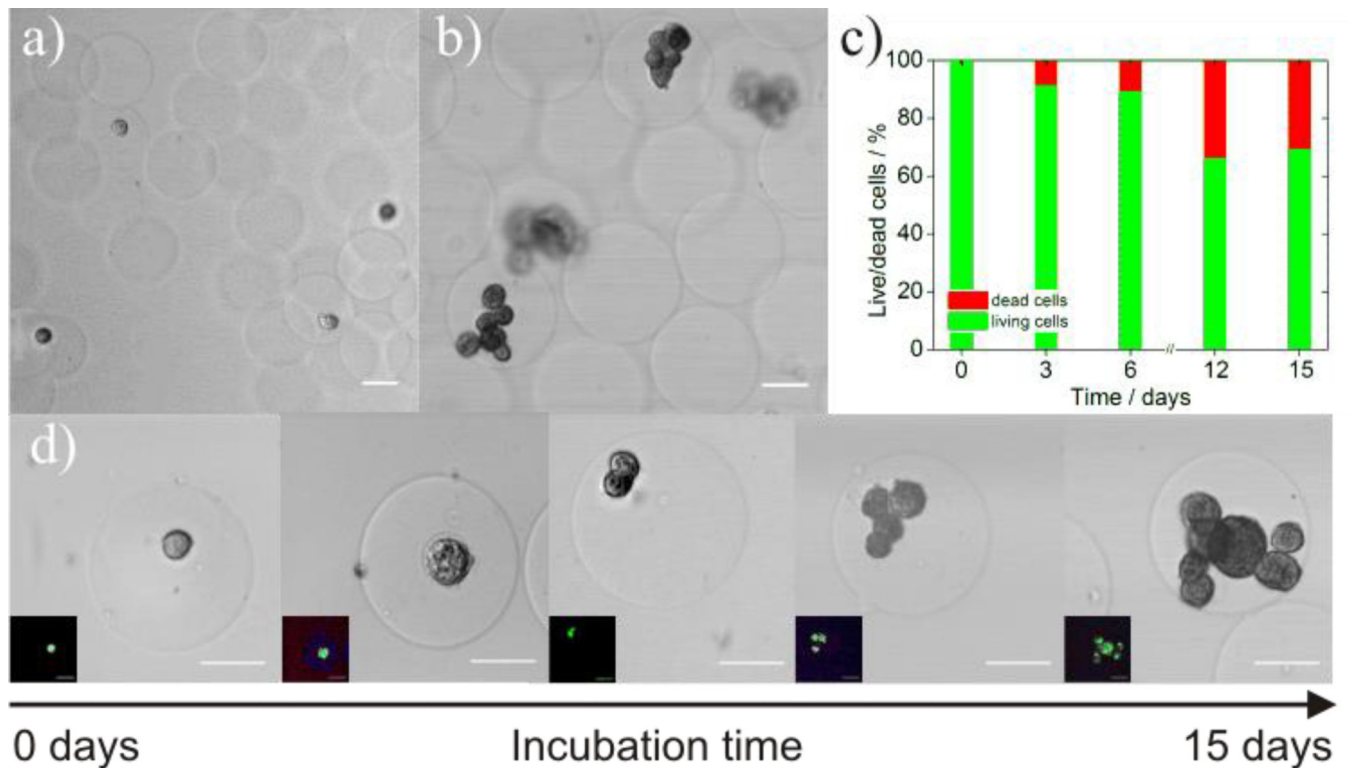 a)
b)
c)
100
80
60
40
20
0
Live/dead cells / %
dead cells
living cells
0 3 6 12 15
Time / days
d)
0 days Incubation time 15 days